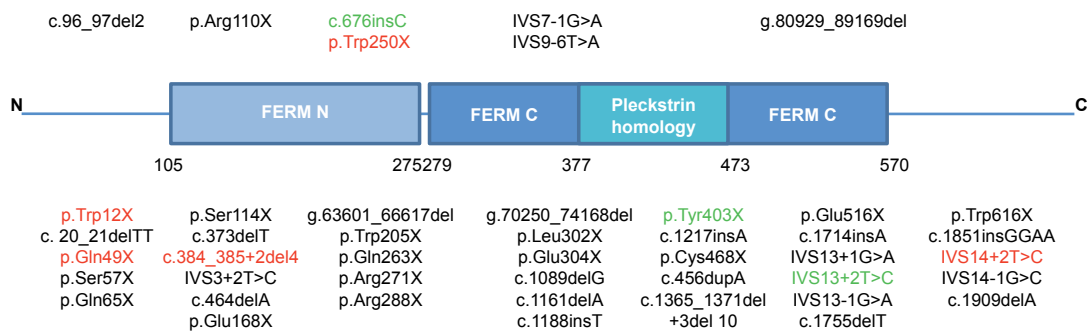 c.96_97del2
p.Arg110X
c.676insC
p.Trp250X
IVS7-1G>A
IVS9-6T>A
g.80929_89169del
N
FERM N
FERM C
Pleckstrin
homology
FERM C
C
105
275279
377
473
570
p.Trp12X
c. 20_21delTT
p.Gln49X
p.Ser57X
p.Gln65X
p.Ser114X
c.373delT
c.384_385+2del4
IVS3+2T>C
c.464delA
p.Glu168X
g.63601_66617del
p.Trp205X
p.Gln263X
p.Arg271X
p.Arg288X
g.70250_74168del
p.Leu302X
p.Glu304X
c.1089delG
c.1161delA
c.1188insT
p.Tyr403X
c.1217insA
p.Cys468X
c.456dupA
c.1365_1371del
+3del 10
p.Glu516X
c.1714insA
IVS13+1G>A
IVS13+2T>C
IVS13-1G>A
c.1755delT
p.Trp616X
c.1851insGGAA
IVS14+2T>C
IVS14-1G>C
c.1909delA